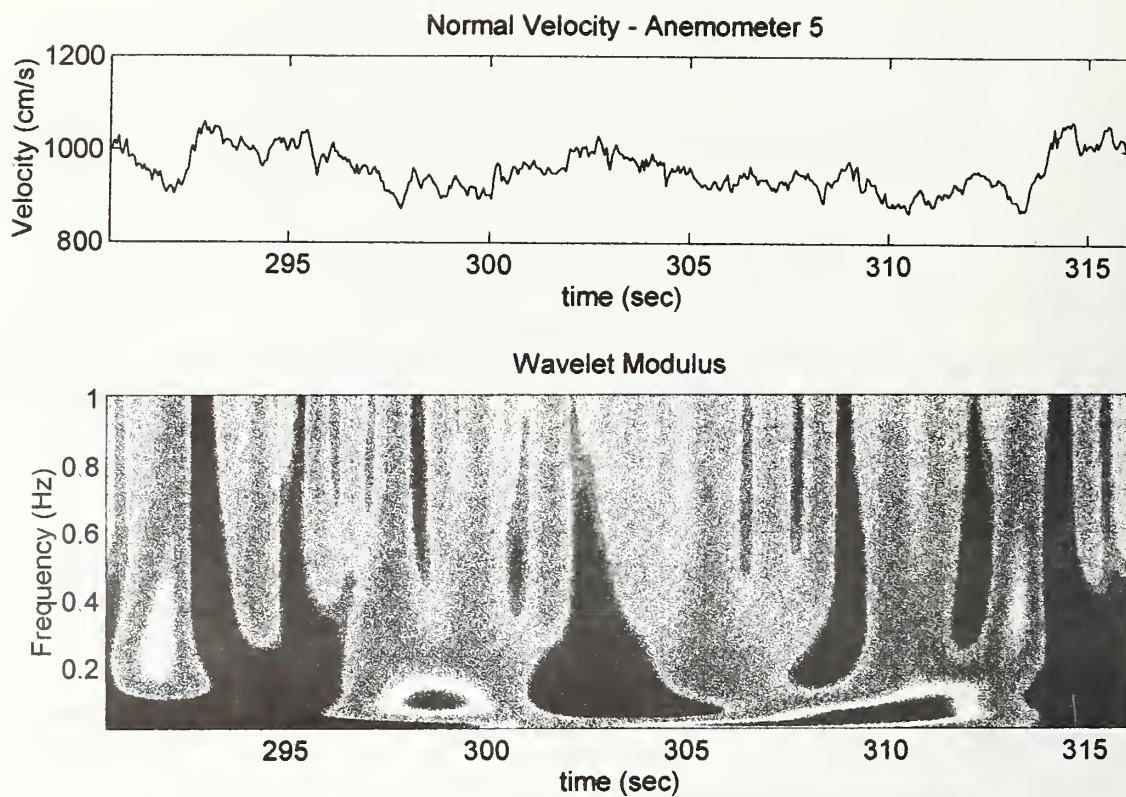 Normal Velocity - Anemometer 5
Velocity (cm/s)
1200
1000
800
295 300 305 310 315
time (sec)
Wavelet Modulus
Frequency (Hz)
1
0.8
0.6
0.4
0.2
295 300 305 310 315
time (sec)